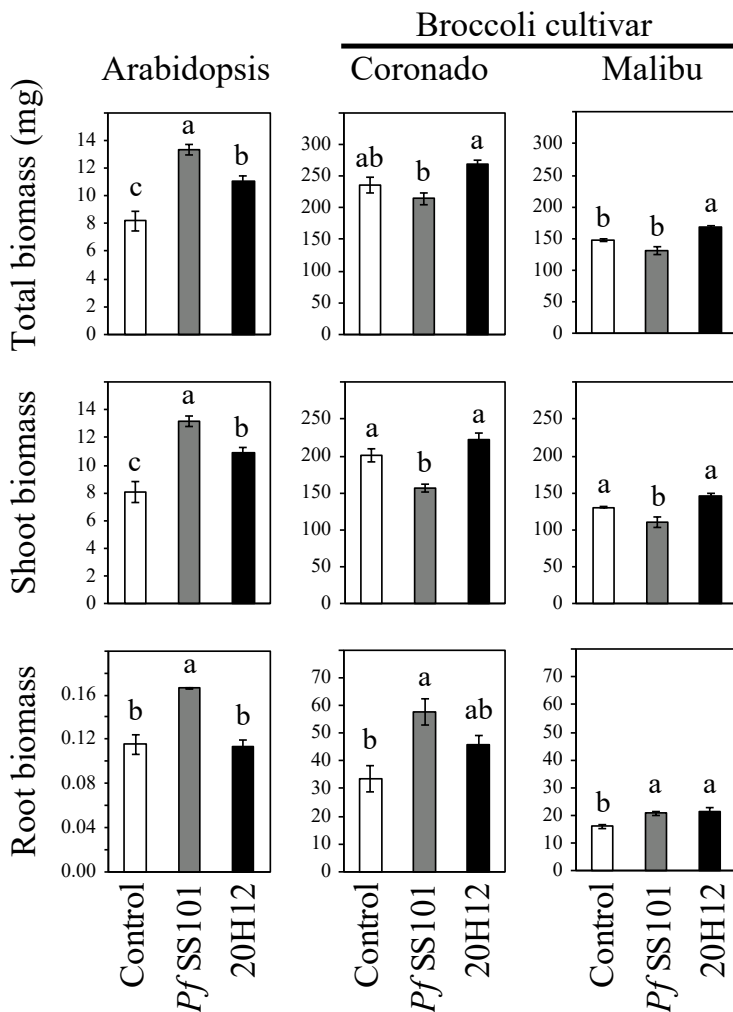 Broccoli cultivar
Arabidopsis Coronado Malibu
Total biomass (mg)
14
12
10
8
6
4
2
0
c a b
300
250
200
150
100
50
0
ab b a
300
250
200
150
100
50
0
b b a
Shoot biomass
14
12
10
8
6
4
2
0
c a b
250
200
150
100
50
0
a b a
250
200
150
100
50
0
a b a
Root biomass
0.16
0.12
0.08
0.04
0.00
b a b
70
60
50
40
30
20
10
0
b a ab
70
60
50
40
30
20
10
0
b a a
Control
Pf SS101
20H12
Control
Pf SS101
20H12
Control
Pf SS101
20H12